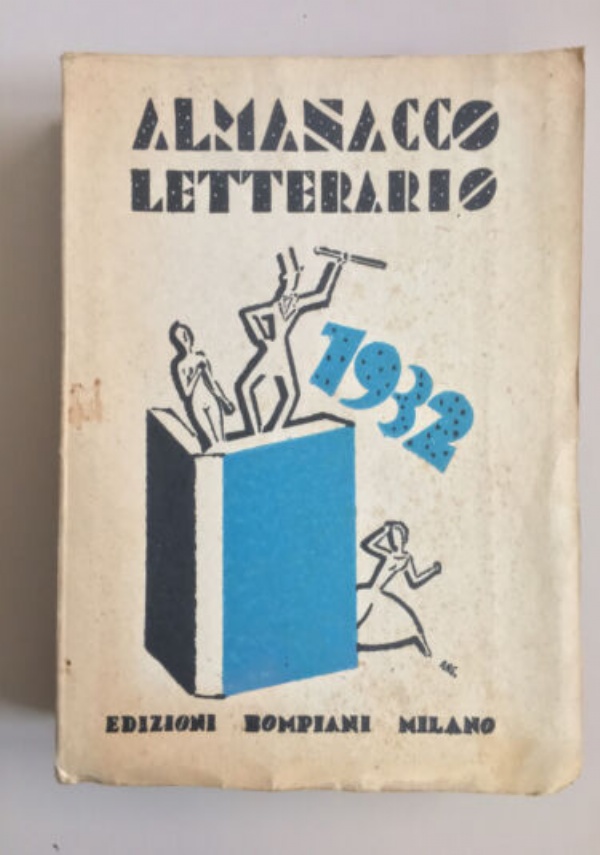 ALMANACCO
LETTERARIO
1932
EDIZIONI BOMPIANI MILANO